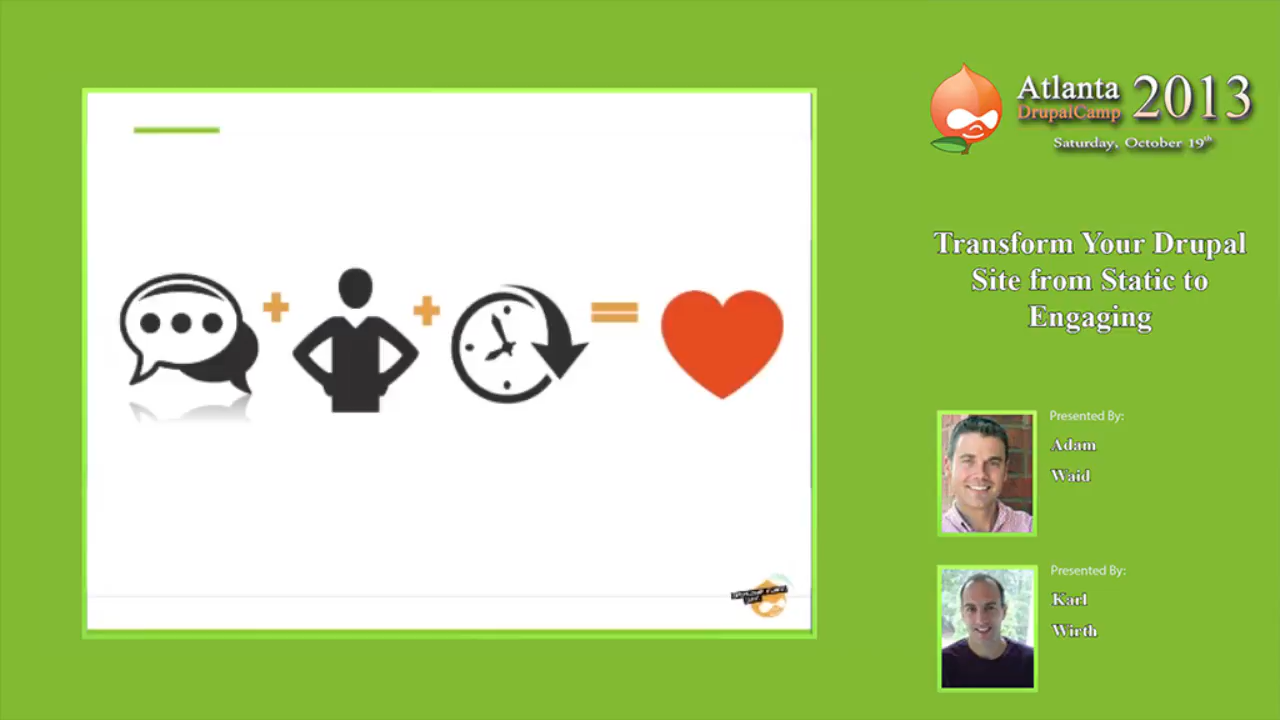 Atlanta 2013
DrupalCamp
Saturday, October 19th
Transform Your Drupal
Site from Static to
Engaging
Presented By:
Adam
Waid
Presented By:
Karl
Wirth